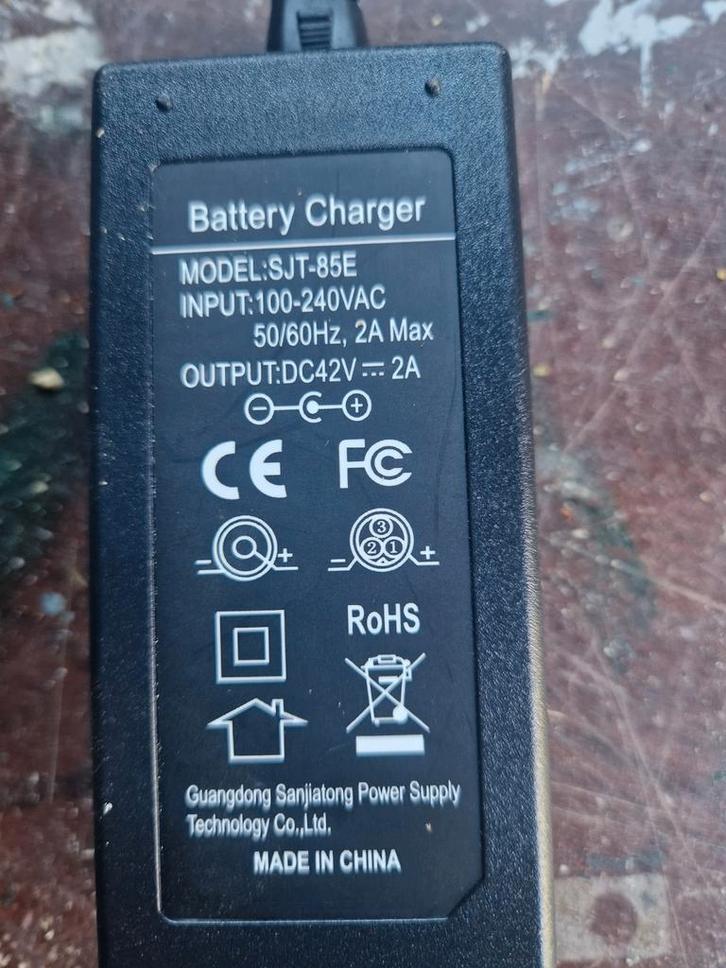 Battery Charger
MODEL:SJT-85E
INPUT:100-240VAC
50/60Hz, 2A Max
OUTPUT:DC42V ⎓ 2A
CE FC
3
2 1
RoHS
Guangdong Sanjiatong Power Supply
Technology Co.,Ltd.
MADE IN CHINA